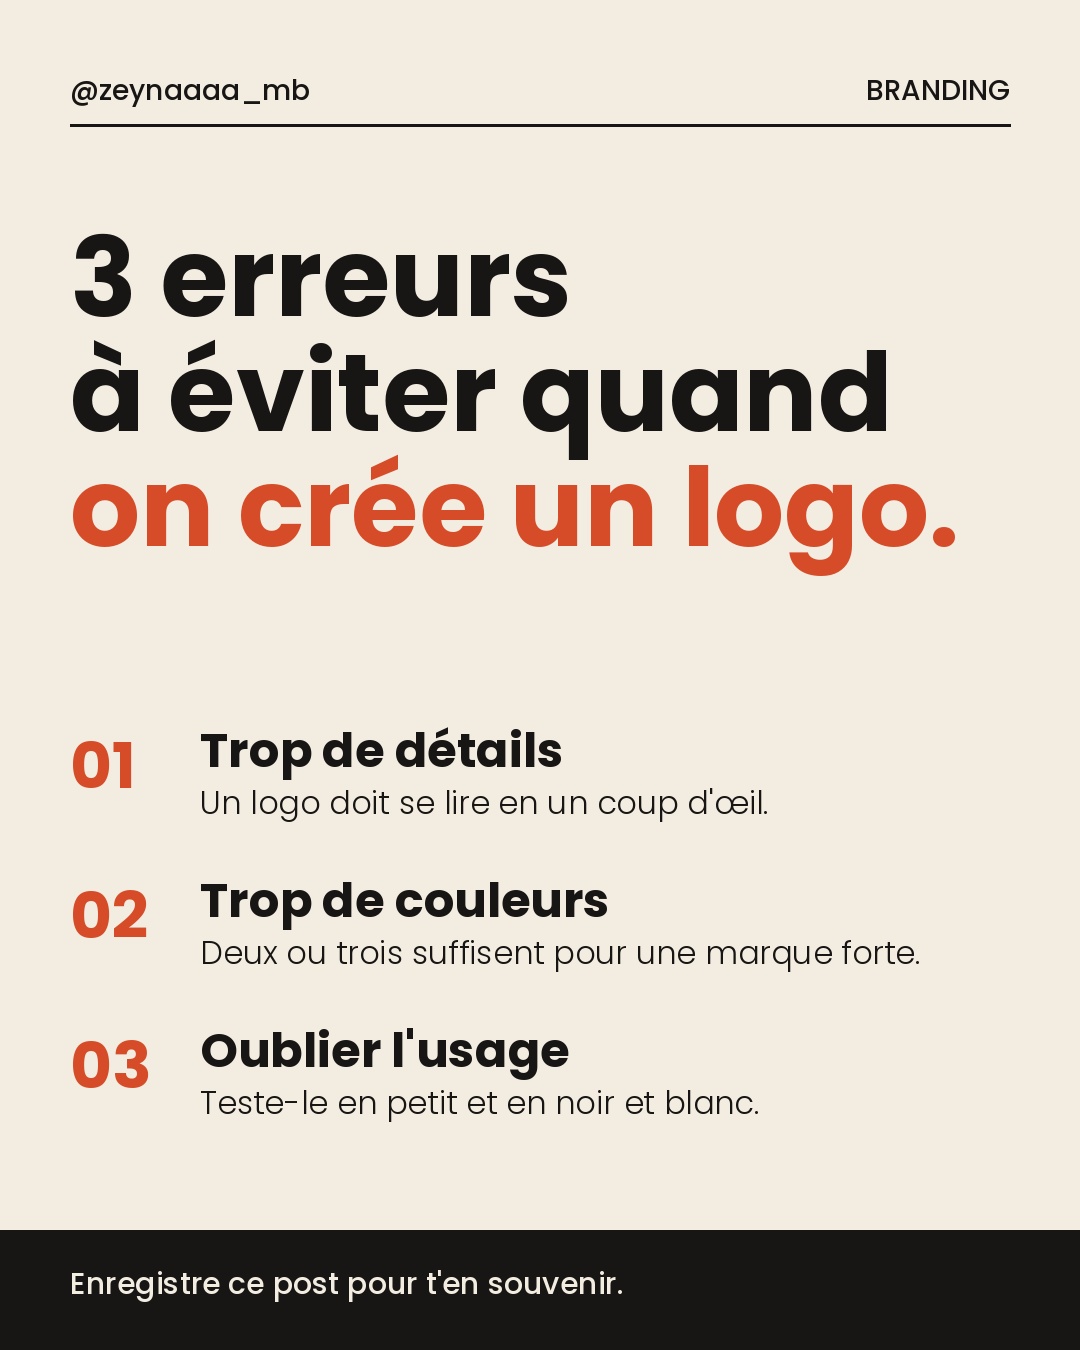 @zeynaaaa_mb
BRANDING
3 erreurs
à éviter quand
on crée un logo.
01
Trop de détails
Un logo doit se lire en un coup d'œil.
02
Trop de couleurs
Deux ou trois suffisent pour une marque forte.
03
Oublier l'usage
Teste-le en petit et en noir et blanc.
Enregistre ce post pour t'en souvenir.